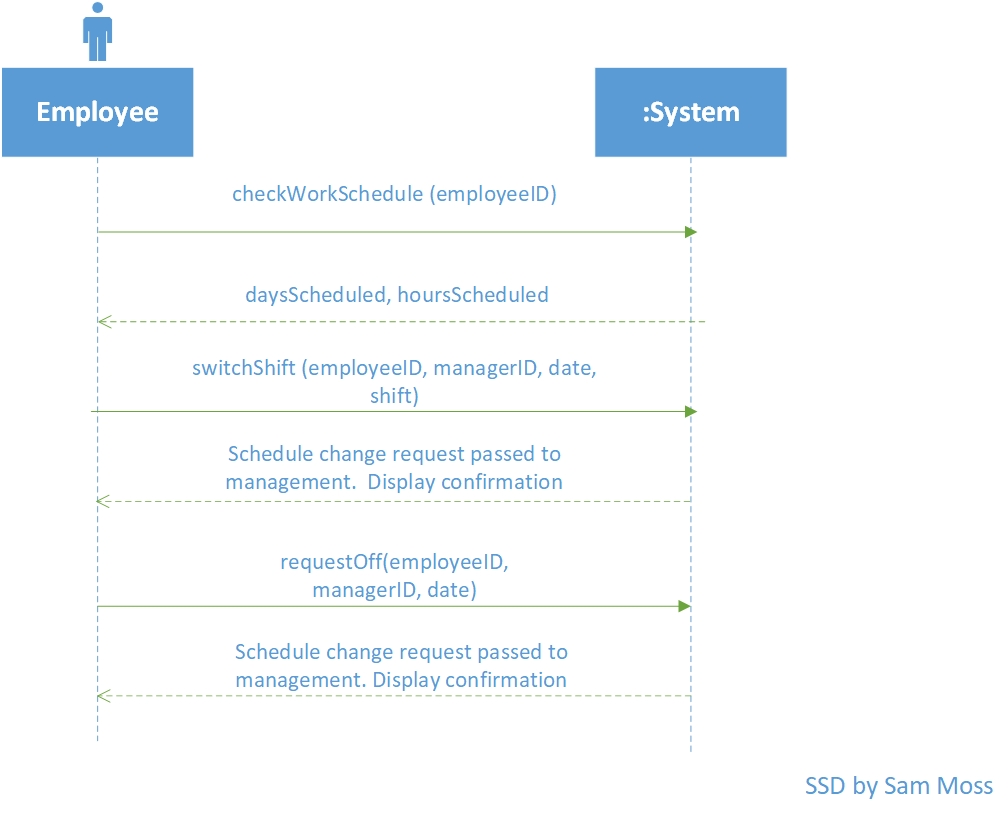 Employee
:System
checkWorkSchedule (employeeID)
daysScheduled, hoursScheduled
switchShift (employeeID, managerID, date,
shift)
Schedule change request passed to
management.  Display confirmation
requestOff(employeeID,
managerID, date)
Schedule change request passed to
management. Display confirmation
SSD by Sam Moss